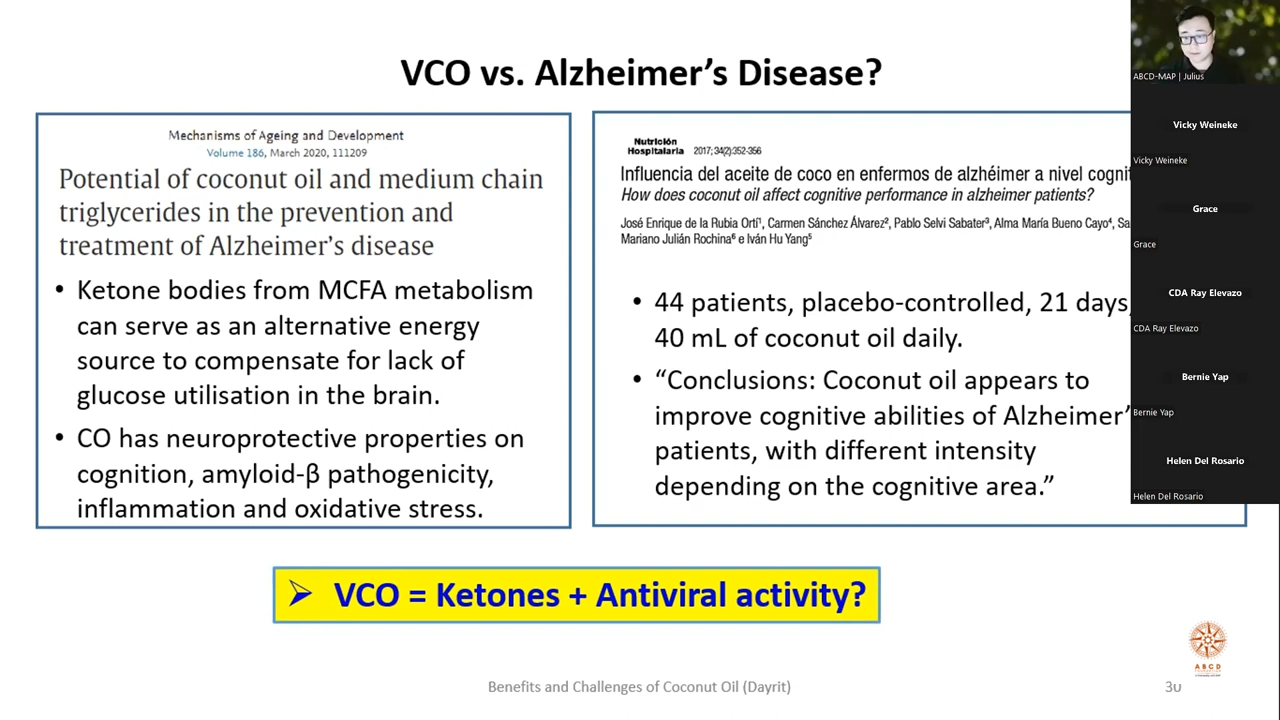 VCO vs. Alzheimer's Disease?
Mechanisms of Ageing and Development
Volume 186, March 2020, 111209
Potential of coconut oil and medium chain
triglycerides in the prevention and
treatment of Alzheimer's disease
• Ketone bodies from MCFA metabolism
can serve as an alternative energy
source to compensate for lack of
glucose utilisation in the brain.
• CO has neuroprotective properties on
cognition, amyloid-β pathogenicity,
inflammation and oxidative stress.
Nutrición
Hospitalaria 2017; 34(2):352-356
Influencia del aceite de coco en enfermos de alzhéimer a nivel cognit
How does coconut oil affect cognitive performance in alzheimer patients?
José Enrique de la Rubia Ortí¹, Carmen Sánchez Álvarez², Pablo Selvi Sabater³, Alma María Bueno Cayo⁴, Sa
Mariano Julián Rochina⁶ e Iván Hu Yang⁵
• 44 patients, placebo-controlled, 21 days,
40 mL of coconut oil daily.
• “Conclusions: Coconut oil appears to
improve cognitive abilities of Alzheimer’
patients, with different intensity
depending on the cognitive area.”
➢ VCO = Ketones + Antiviral activity?
Benefits and Challenges of Coconut Oil (Dayrit)
ABCD
ABCD-MAP | Julius
Vicky Weineke
Vicky Weineke
Grace
Grace
CDA Ray Elevazo
CDA Ray Elevazo
Bernie Yap
Bernie Yap
Helen Del Rosario
Helen Del Rosario